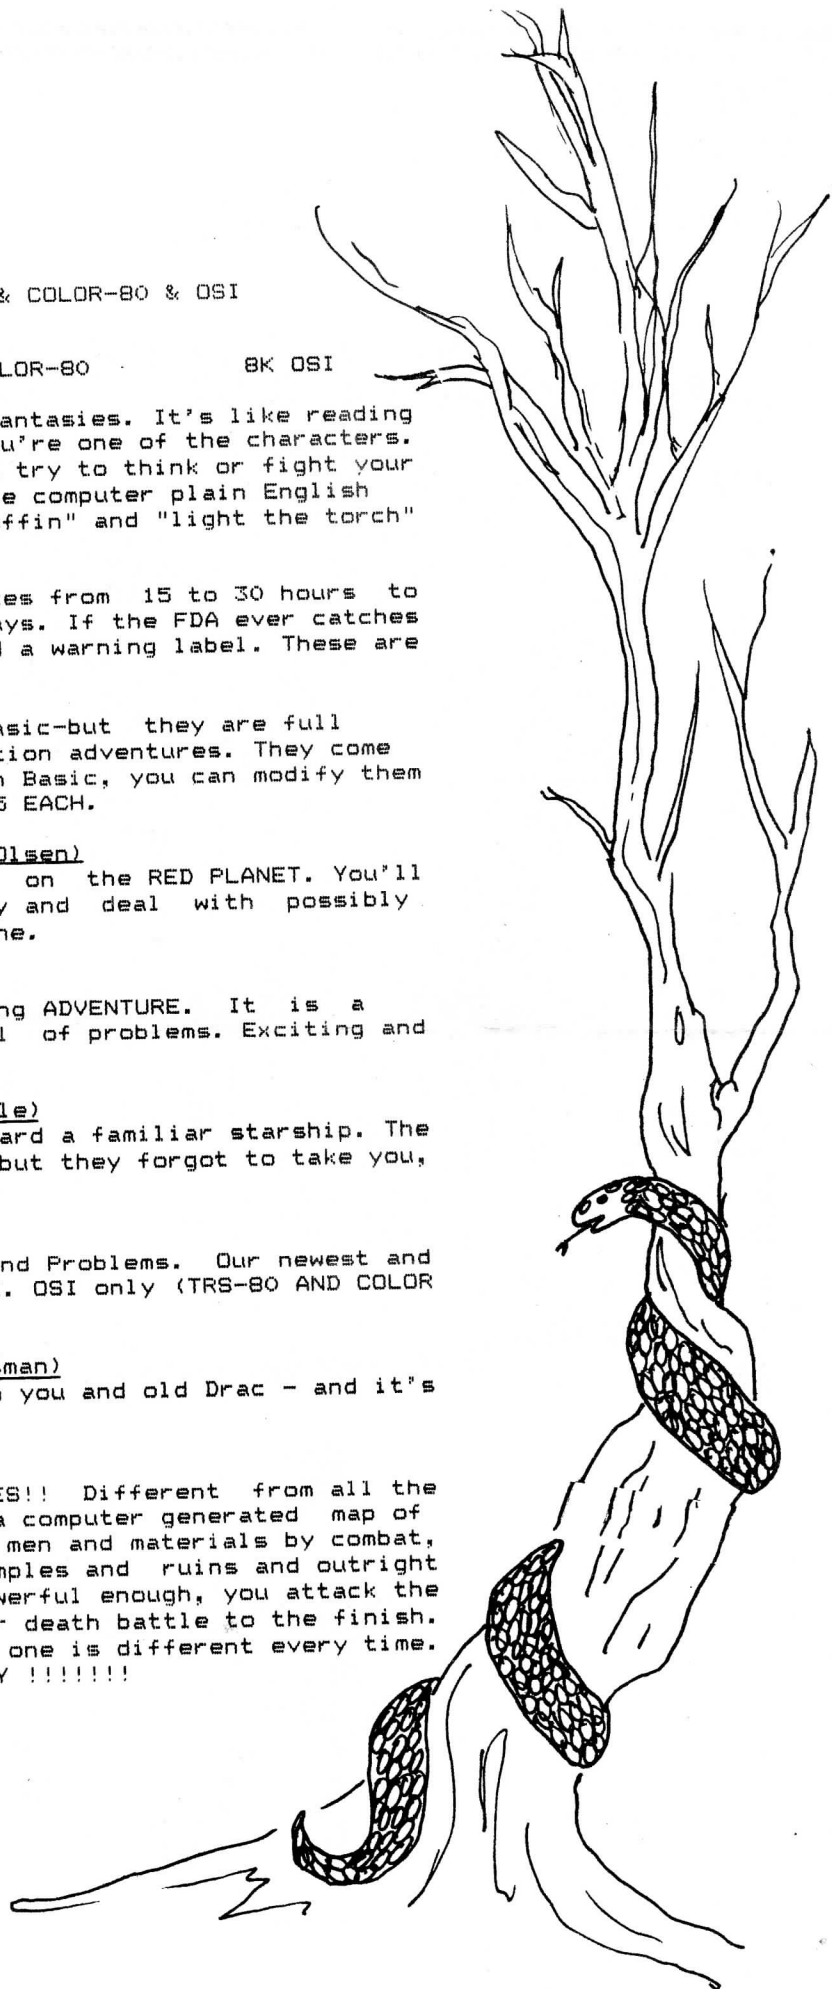 & COLOR-80 & OSI
LOR-80 8K OSI
antasies. It's like reading
u're one of the characters.
try to think or fight your
e computer plain English
ffin" and "light the torch"
es from 15 to 30 hours to
ys. If the FDA ever catches
d a warning label. These are
asic-but they are full
tion adventures. They come
n Basic, you can modify them
5 EACH.
Olsen)
on the RED PLANET. You'll
y and deal with possibly
ne.
ng ADVENTURE. It is a
l of problems. Exciting and
le)
ard a familiar starship. The
but they forgot to take you,
nd Problems. Our newest and
. OSI only (TRS-80 AND COLOR
sman)
n you and old Drac - and it's
ES!! Different from all the
a computer generated map of
men and materials by combat,
mples and ruins and outright
werful enough, you attack the
r death battle to the finish.
one is different every time.
Y !!!!!!!